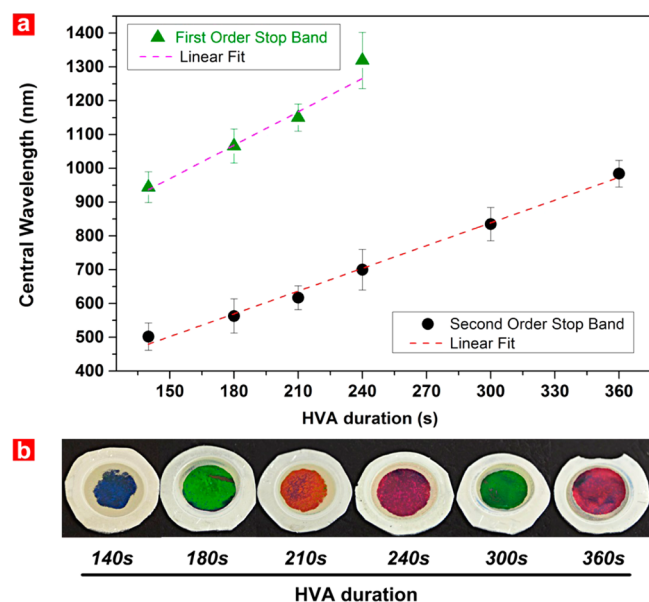 a
First Order Stop Band
Linear Fit
1400
1300
1200
1100
1000
900
800
700
600
500
400
Central Wavelength (nm)
Second Order Stop Band
Linear Fit
150 180 210 240 270 300 330 360
HVA duration (s)
b
140s 180s 210s 240s 300s 360s
HVA duration